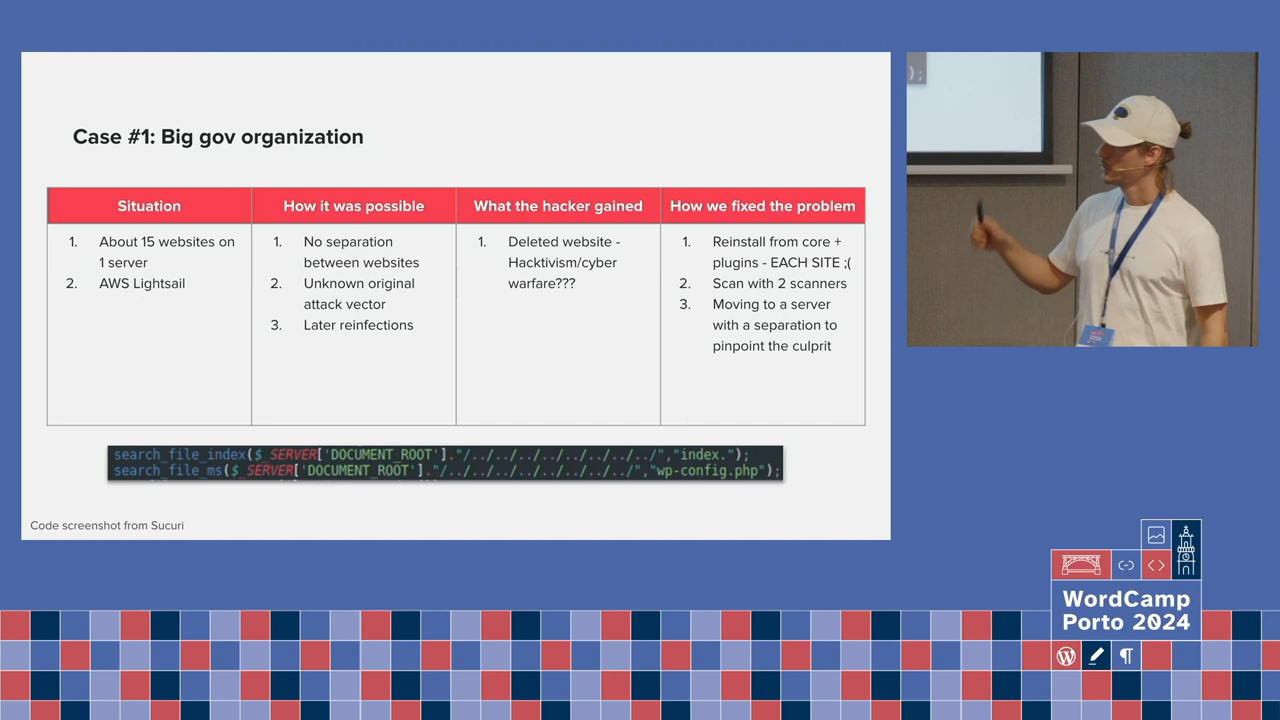 Case #1: Big gov organization
Situation
How it was possible
What the hacker gained
How we fixed the problem
1. About 15 websites on
1 server
2. AWS Lightsail
1. No separation
between websites
2. Unknown original
attack vector
3. Later reinfections
1. Deleted website -
Hacktivism/cyber
warfare???
1. Reinstall from core +
plugins - EACH SITE ;(
2. Scan with 2 scanners
3. Moving to a server
with a separation to
pinpoint the culprit
search_file_index($_SERVER['DOCUMENT_ROOT']."/../../../../../../../../","index.");
search_file_ms($_SERVER['DOCUMENT_ROOT']."/../../../../../../../../","wp-config.php");
Code screenshot from Sucuri
);
WordCamp
Porto 2024